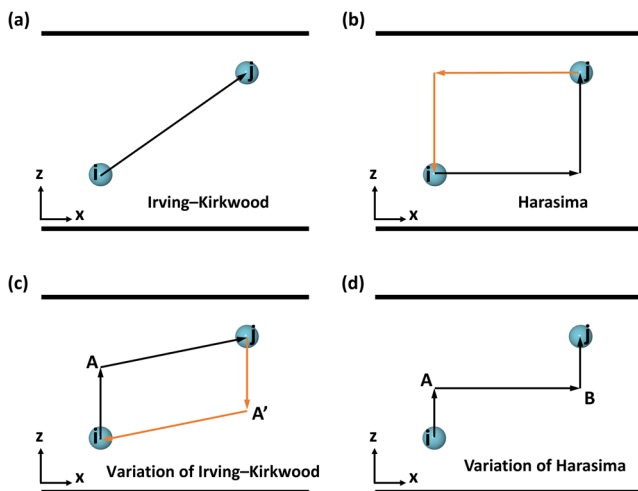 (a)
j
i
z
x
Irving–Kirkwood
(b)
j
i
z
x
Harasima
(c)
j
A
A'
i
z
x
Variation of Irving–Kirkwood
(d)
j
A
B
i
z
x
Variation of Harasima